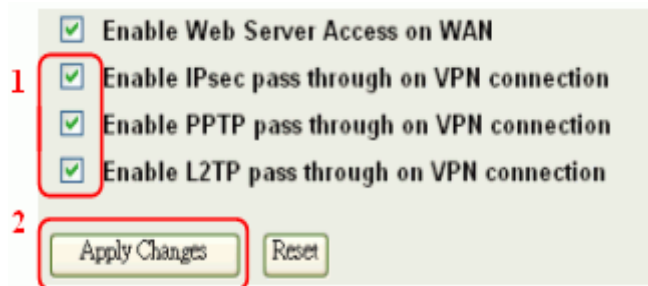 Enable Web Server Access on WAN
1
Enable IPsec pass through on VPN connection
Enable PPTP pass through on VPN connection
Enable L2TP pass through on VPN connection
2
Apply Changes Reset